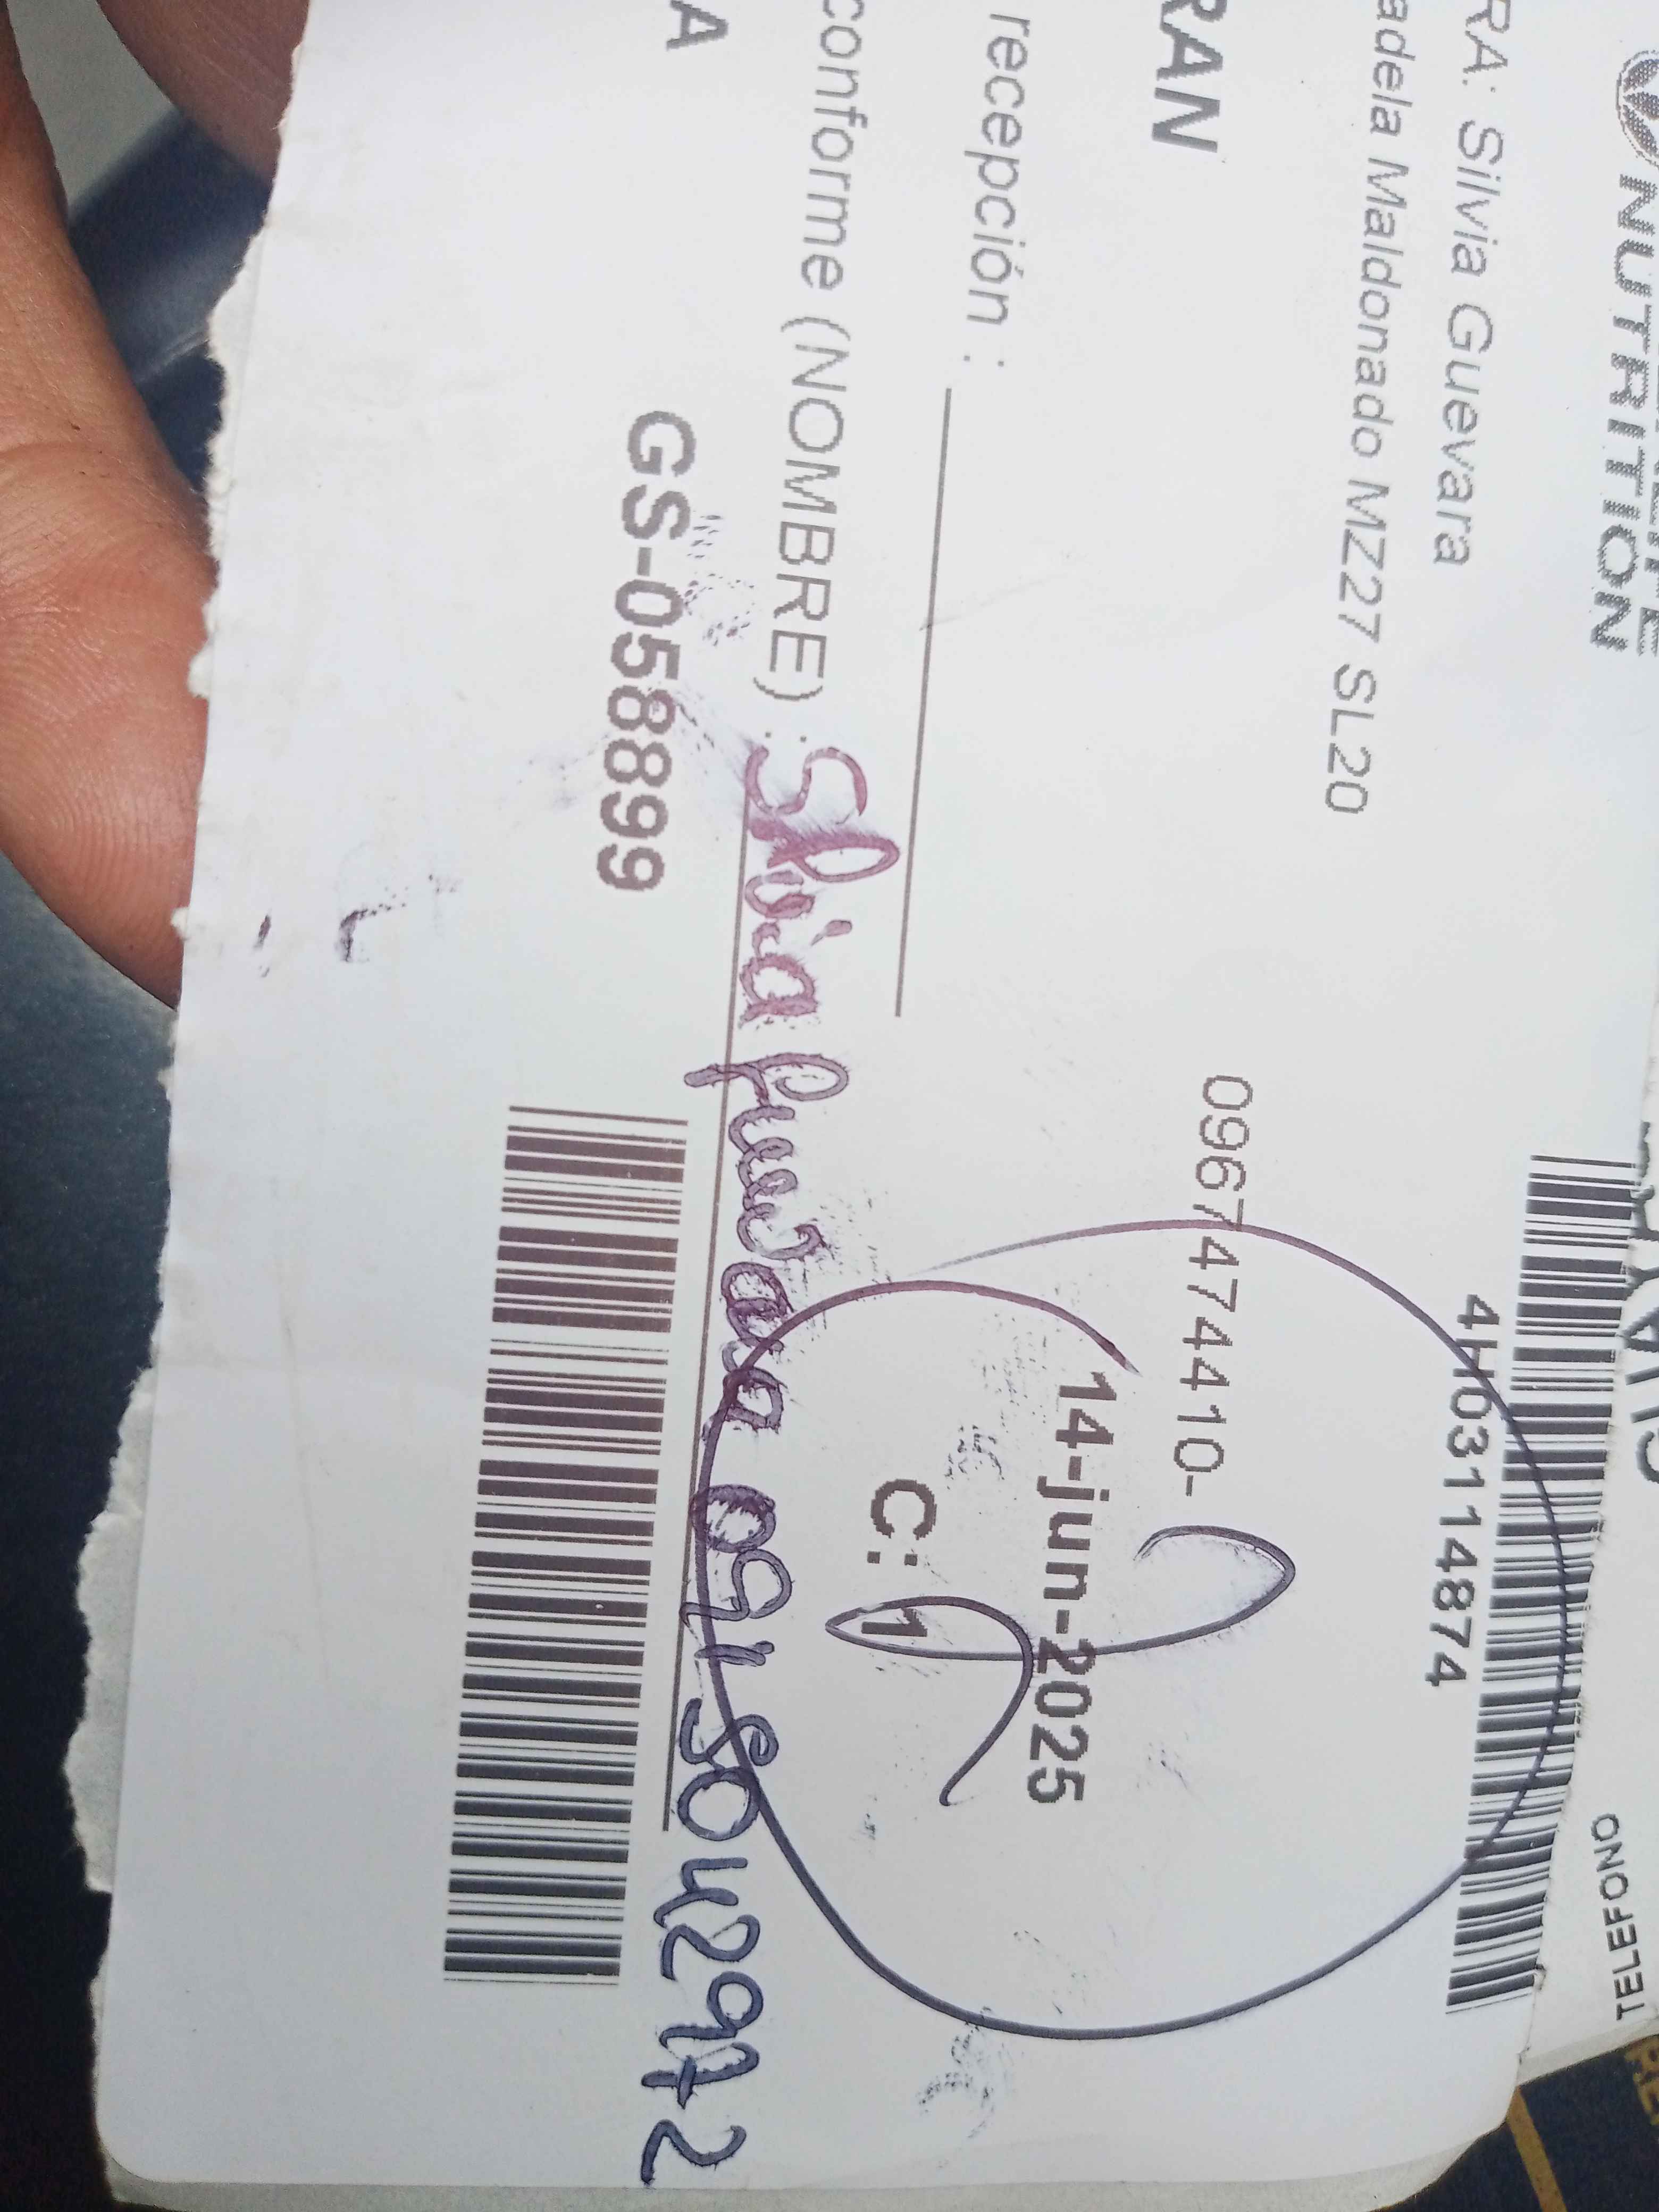 NUTRITION
RA: Silvia Guevara
adela Maldonado MZ27 SL20
4H03114874
0967474410-
RAN
14-jun-2025
recepción :
C: 1
conforme (NOMBRE) : Silvia Guevara
A GS-058899
TELEFONO